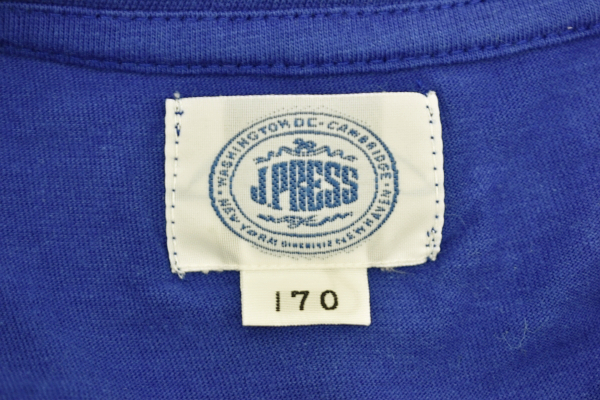 WASHINGTON, DC · CAMBRIDGE
J.PRESS
NEW YORK
NEW HAVEN
170